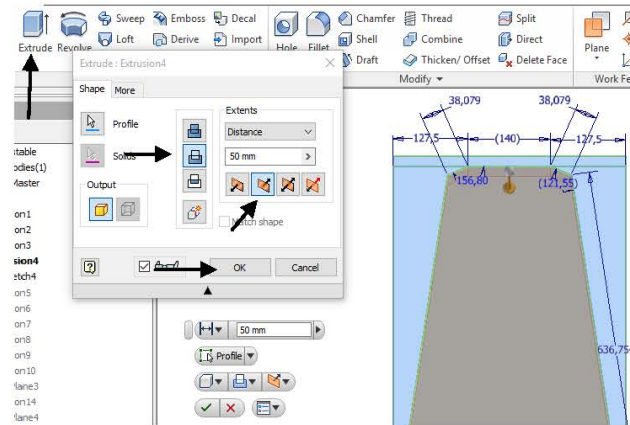 Sweep Emboss Decal Chamfer Thread Split
Extrude Revolve Loft Derive Import Hole Fillet Shell Combine Direct Plane
Draft Thicken/ Offset Delete Face
Modify Work Fe
Extrude : Extrusion4
Shape More
Profile
Solids
Output
Extents
Distance
50 mm
Match shape
OK Cancel
stable
odies(1)
Master
on1
on2
on3
sion4
etch4
on5
on6
on7
on8
on9
on10
lane3
on14
lane4
50 mm
Profile
38,079 38,079
127,5 (140) 127,5
156,80 (121,55)
636,75